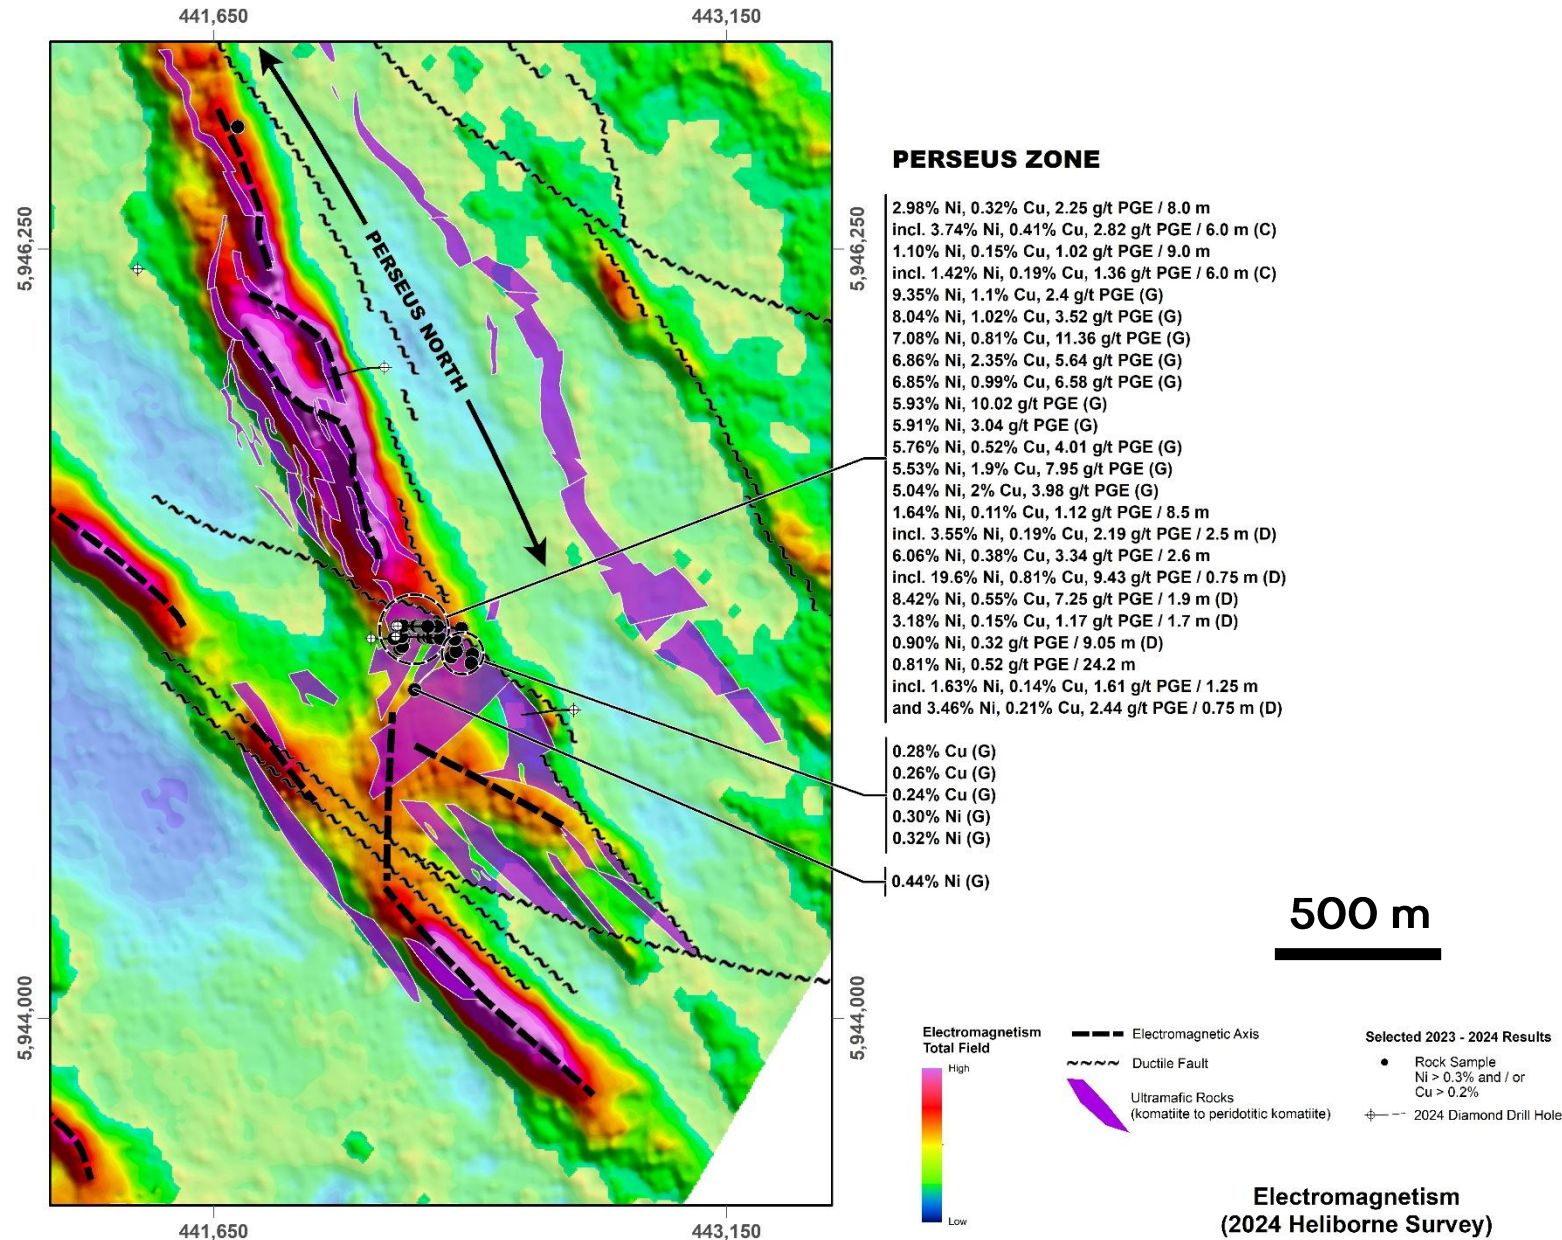 441,650
443,150
5,946,250
5,946,250
PERSEUS NORTH
5,944,000
5,944,000
441,650
443,150
PERSEUS ZONE
2.98% Ni, 0.32% Cu, 2.25 g/t PGE / 8.0 m
incl. 3.74% Ni, 0.41% Cu, 2.82 g/t PGE / 6.0 m (C)
1.10% Ni, 0.15% Cu, 1.02 g/t PGE / 9.0 m
incl. 1.42% Ni, 0.19% Cu, 1.36 g/t PGE / 6.0 m (C)
9.35% Ni, 1.1% Cu, 2.4 g/t PGE (G)
8.04% Ni, 1.02% Cu, 3.52 g/t PGE (G)
7.08% Ni, 0.81% Cu, 11.36 g/t PGE (G)
6.86% Ni, 2.35% Cu, 5.64 g/t PGE (G)
6.85% Ni, 0.99% Cu, 6.58 g/t PGE (G)
5.93% Ni, 10.02 g/t PGE (G)
5.91% Ni, 3.04 g/t PGE (G)
5.76% Ni, 0.52% Cu, 4.01 g/t PGE (G)
5.53% Ni, 1.9% Cu, 7.95 g/t PGE (G)
5.04% Ni, 2% Cu, 3.98 g/t PGE (G)
1.64% Ni, 0.11% Cu, 1.12 g/t PGE / 8.5 m
incl. 3.55% Ni, 0.19% Cu, 2.19 g/t PGE / 2.5 m (D)
6.06% Ni, 0.38% Cu, 3.34 g/t PGE / 2.6 m
incl. 19.6% Ni, 0.81% Cu, 9.43 g/t PGE / 0.75 m (D)
8.42% Ni, 0.55% Cu, 7.25 g/t PGE / 1.9 m (D)
3.18% Ni, 0.15% Cu, 1.17 g/t PGE / 1.7 m (D)
0.90% Ni, 0.32 g/t PGE / 9.05 m (D)
0.81% Ni, 0.52 g/t PGE / 24.2 m
incl. 1.63% Ni, 0.14% Cu, 1.61 g/t PGE / 1.25 m
and 3.46% Ni, 0.21% Cu, 2.44 g/t PGE / 0.75 m (D)
0.28% Cu (G)
0.26% Cu (G)
0.24% Cu (G)
0.30% Ni (G)
0.32% Ni (G)
0.44% Ni (G)
500 m
Electromagnetism
Total Field
High
Low
Electromagnetic Axis
Ductile Fault
Ultramafic Rocks
(komatiite to peridotitic komatiite)
Selected 2023 - 2024 Results
Rock Sample
Ni > 0.3% and / or
Cu > 0.2%
2024 Diamond Drill Hole
Electromagnetism
(2024 Heliborne Survey)